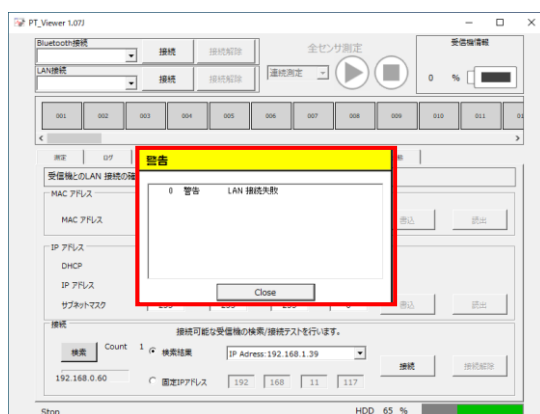 PT_Viewer 1.07J
Bluetooth接続
接続
接続解除
LAN接続
接続
接続解除
全センサ測定
連続測定
受信機情報
0 %
001 002 003 004 005 006 007 008 009 010 011
測定 ログ
受信機とのLAN 接続の確
MAC アドレス
MAC アドレス
書込 読出
IP アドレス
DHCP
IP アドレス
サブネットマスク
書込 読出
警告
0 警告 LAN 接続失敗
Close
接続
接続可能な受信機の検索/接続テストを行います。
検索 Count 1 検索結果 IP Adress:192.168.1.39
接続 接続解除
192.168.0.60 固定IPアドレス 192 168 11 117
Stop HDD 65 %